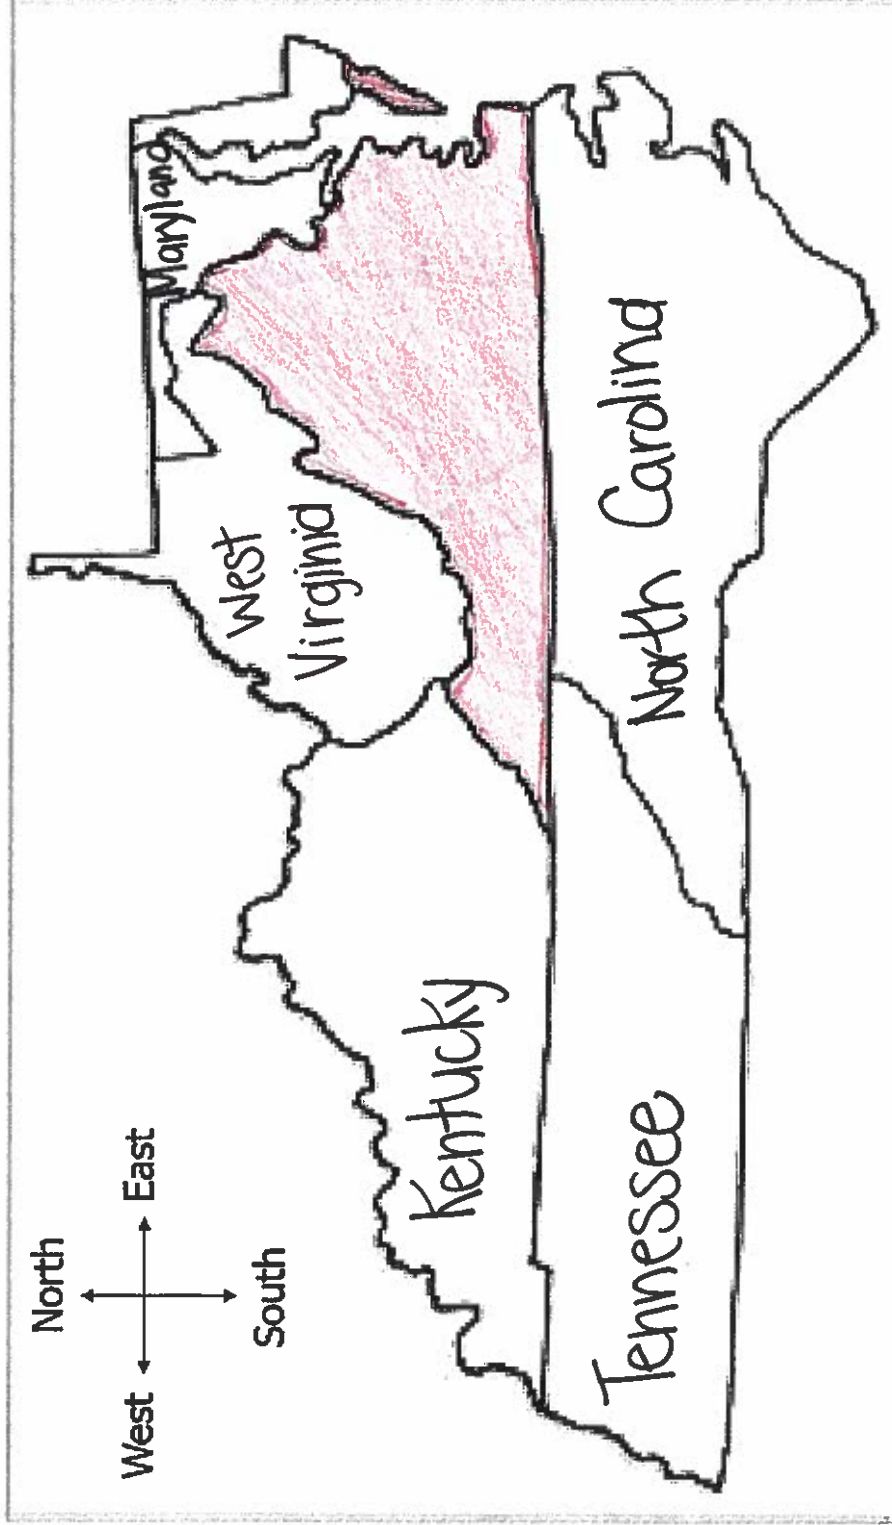 North
West
East
South
Maryland
West
Virginia
Kentucky
Tennessee
North Carolina